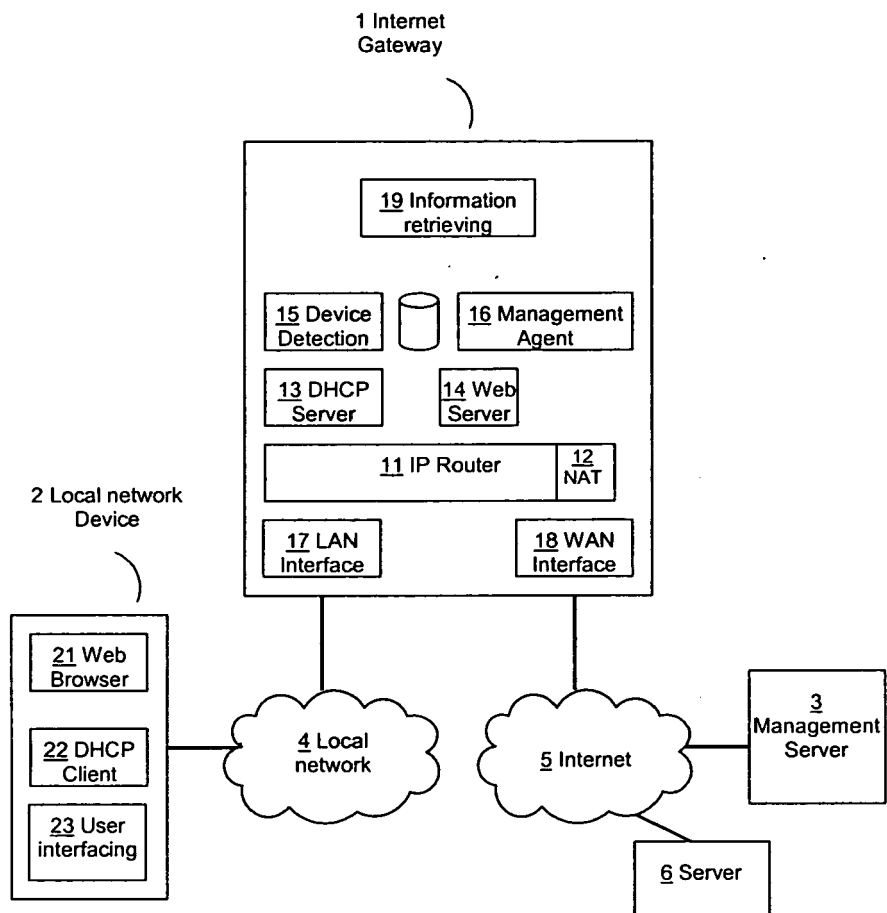 1 Internet
Gateway
19 Information
retrieving
15 Device
Detection
16 Management
Agent
13 DHCP
Server
14 Web
Server
11 IP Router
12
NAT
2 Local network
Device
17 LAN
Interface
18 WAN
Interface
21 Web
Browser
22 DHCP
Client
23 User
interfacing
4 Local
network
5 Internet
3
Management
Server
6 Server